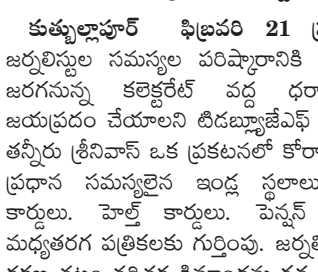 కుత్బుల్లాపూర్ ఫిబ్రవరి 21
జర్నలిస్టుల సమస్యల పరిష్కారానికి
జరగనున్న కలెక్టరేట్ వద్ద ధర్నా
జయప్రదం చేయాలని టిడబ్ల్యూజేఎఫ్
తన్నీరు శ్రీనివాస్ ఒక ప్రకటనలో కోరా
ప్రధాన సమస్యలైన ఇండ్ల స్థలాలు
కార్డులు. హెల్త్ కార్డులు. పెన్షన్
మధ్యతరగ పత్రికలకు గుర్తింపు. జర్నలి